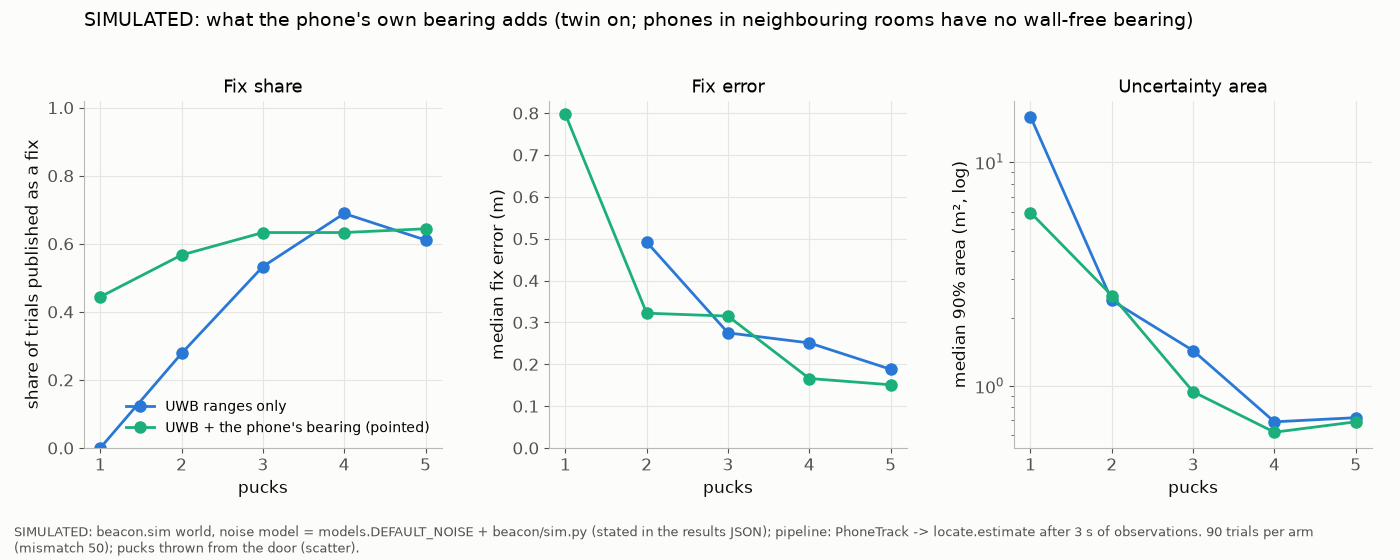 SIMULATED: what the phone's own bearing adds (twin on; phones in neighbouring rooms have no wall-free bearing)
Fix share
share of trials published as a fix
1.0
0.8
0.6
0.4
0.2
0.0
UWB ranges only
UWB + the phone's bearing (pointed)
1 2 3 4 5
pucks
Fix error
median fix error (m)
0.8
0.7
0.6
0.5
0.4
0.3
0.2
0.1
0.0
1 2 3 4 5
pucks
Uncertainty area
median 90% area (m², log)
10¹
10⁰
1 2 3 4 5
pucks
SIMULATED: beacon.sim world, noise model = models.DEFAULT_NOISE + beacon/sim.py (stated in the results JSON); pipeline: PhoneTrack -> locate.estimate after 3 s of observations. 90 trials per arm
(mismatch 50); pucks thrown from the door (scatter).